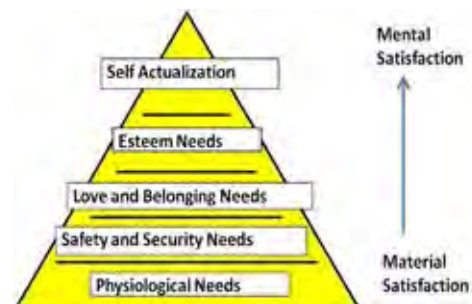 Mental
Satisfaction
Self Actualization
Esteem Needs
Love and Belonging Needs
Safety and Security Needs
Physiological Needs
Material
Satisfaction